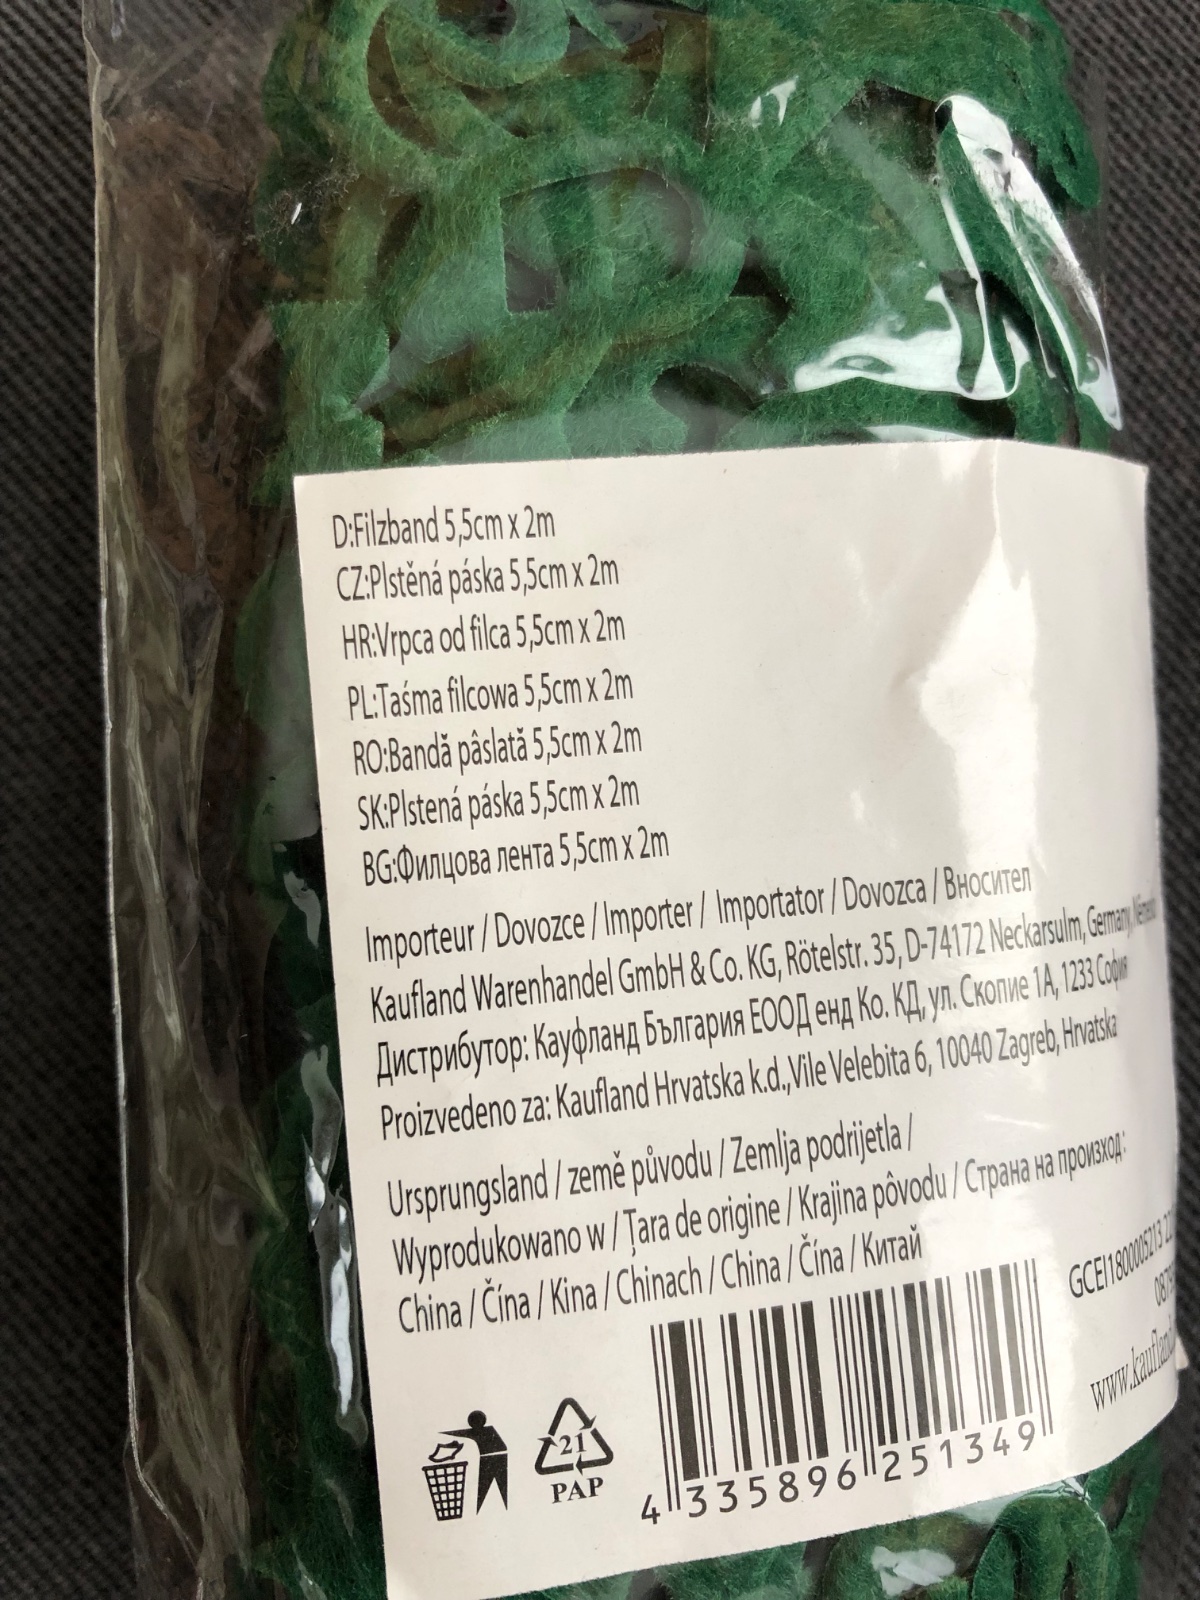 D:Filzband 5,5cm x 2m
CZ:Plstěná páska 5,5cm x 2m
HR:Vrpca od filca 5,5cm x 2m
PL:Taśma filcowa 5,5cm x 2m
RO:Bandă pâslată 5,5cm x 2m
SK:Plstená páska 5,5cm x 2m
BG:Филцова лента 5,5cm x 2m
Importeur / Dovozce / Importer / Importator / Dovozca / Вносител
Kaufland Warenhandel GmbH & Co. KG, Rötelstr. 35, D-74172 Neckarsulm, Germany,
Дистрибутор: Кауфланд България ЕООД енд Ко. КД, ул. Скопие 1А, 1233 София
Proizvedeno za: Kaufland Hrvatska k.d.,Vile Velebita 6, 10040 Zagreb, Hrvatska
Ursprungsland / země původu / Zemlja podrijetla /
Wyprodukowano w / Ţara de origine / Krajina pôvodu / Страна на произход:
China / Čína / Kina / Chinach / China / Čína / Китай
GCEI1800005213
www.kaufland
21
PAP
4 335896 251349